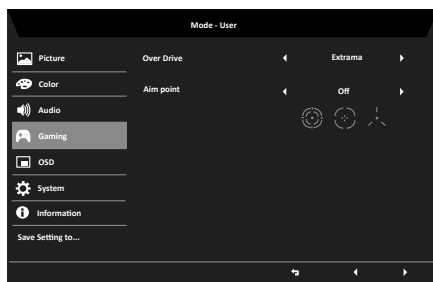 Mode - User
Picture
Over Drive Extrama
Color
Aim point Off
Audio
Gaming
OSD
System
Information
Save Setting to...